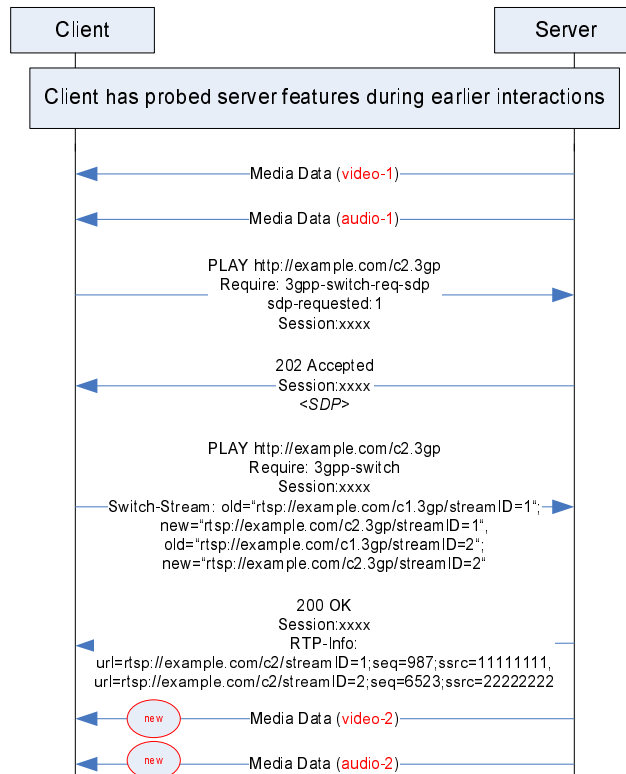 Client
Server
Client has probed server features during earlier interactions
Media Data (video-1)
Media Data (audio-1)
PLAY http://example.com/c2.3gp
Require: 3gpp-switch-req-sdp
sdp-requested:1
Session:xxxx
202 Accepted
Session:xxxx
<SDP>
PLAY http://example.com/c2.3gp
Require: 3gpp-switch
Session:xxxx
Switch-Stream: old=“rtsp://example.com/c1.3gp/streamID=1“;
new=“rtsp://example.com/c2.3gp/streamID=1“,
old=“rtsp://example.com/c1.3gp/streamID=2“;
new=“rtsp://example.com/c2.3gp/streamID=2“
200 OK
Session:xxxx
RTP-Info:
url=rtsp://example.com/c2/streamID=1;seq=987;ssrc=11111111,
url=rtsp://example.com/c2/streamID=2;seq=6523;ssrc=22222222
new
Media Data (video-2)
new
Media Data (audio-2)